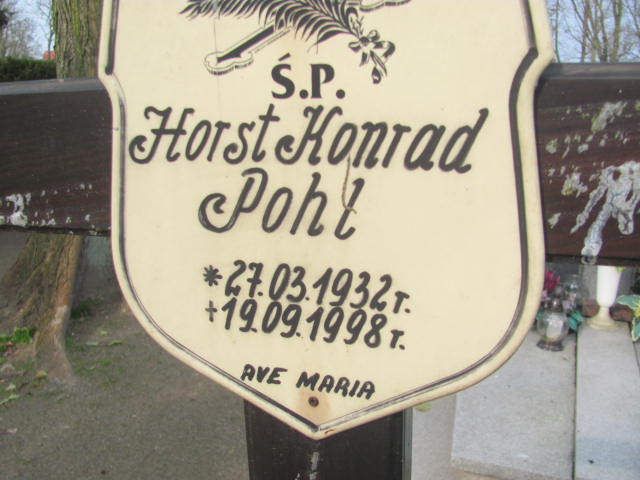 Ś.P.
Horst Konrad
Pohl
* 27.03.1932 r.
+ 19.09.1998 r.
AVE MARIA